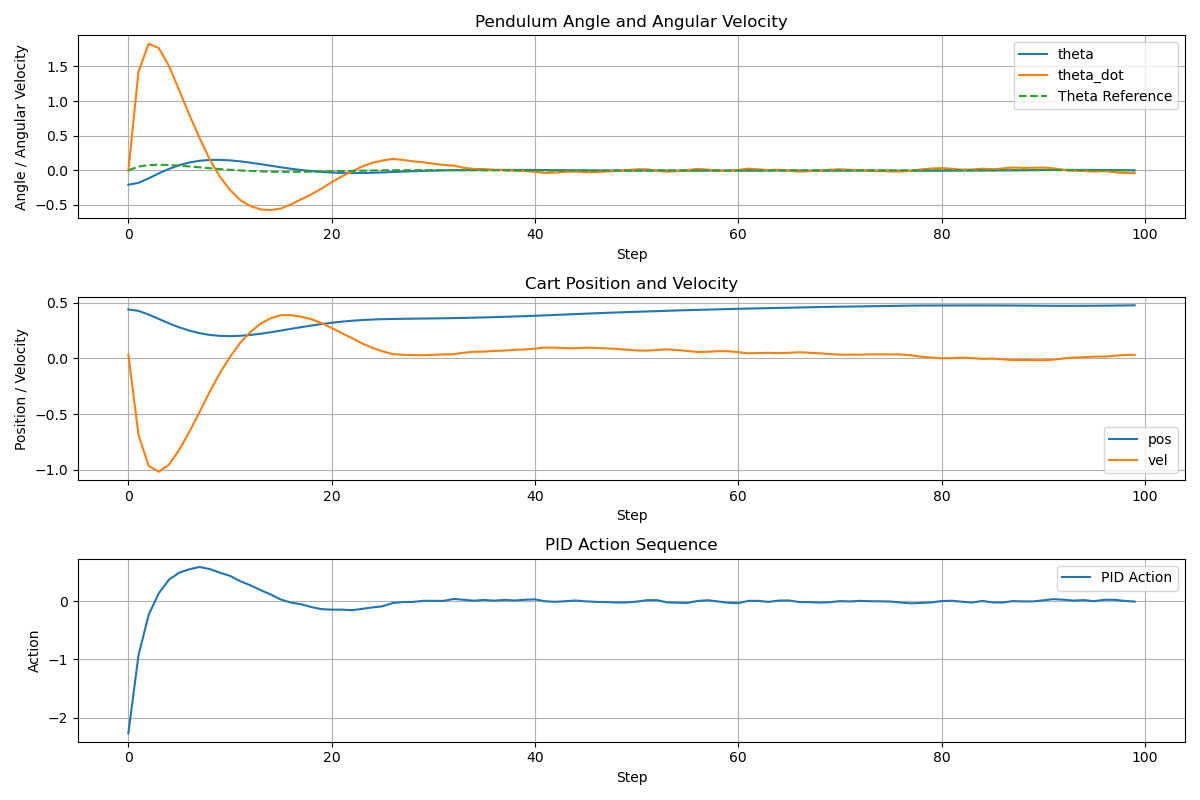 Pendulum Angle and Angular Velocity
Angle / Angular Velocity
1.5
1.0
0.5
0.0
−0.5
theta
theta_dot
Theta Reference
0 20 40 60 80 100
Step
Cart Position and Velocity
Position / Velocity
0.5
0.0
−0.5
−1.0
pos
vel
0 20 40 60 80 100
Step
PID Action Sequence
Action
0
−1
−2
PID Action
0 20 40 60 80 100
Step